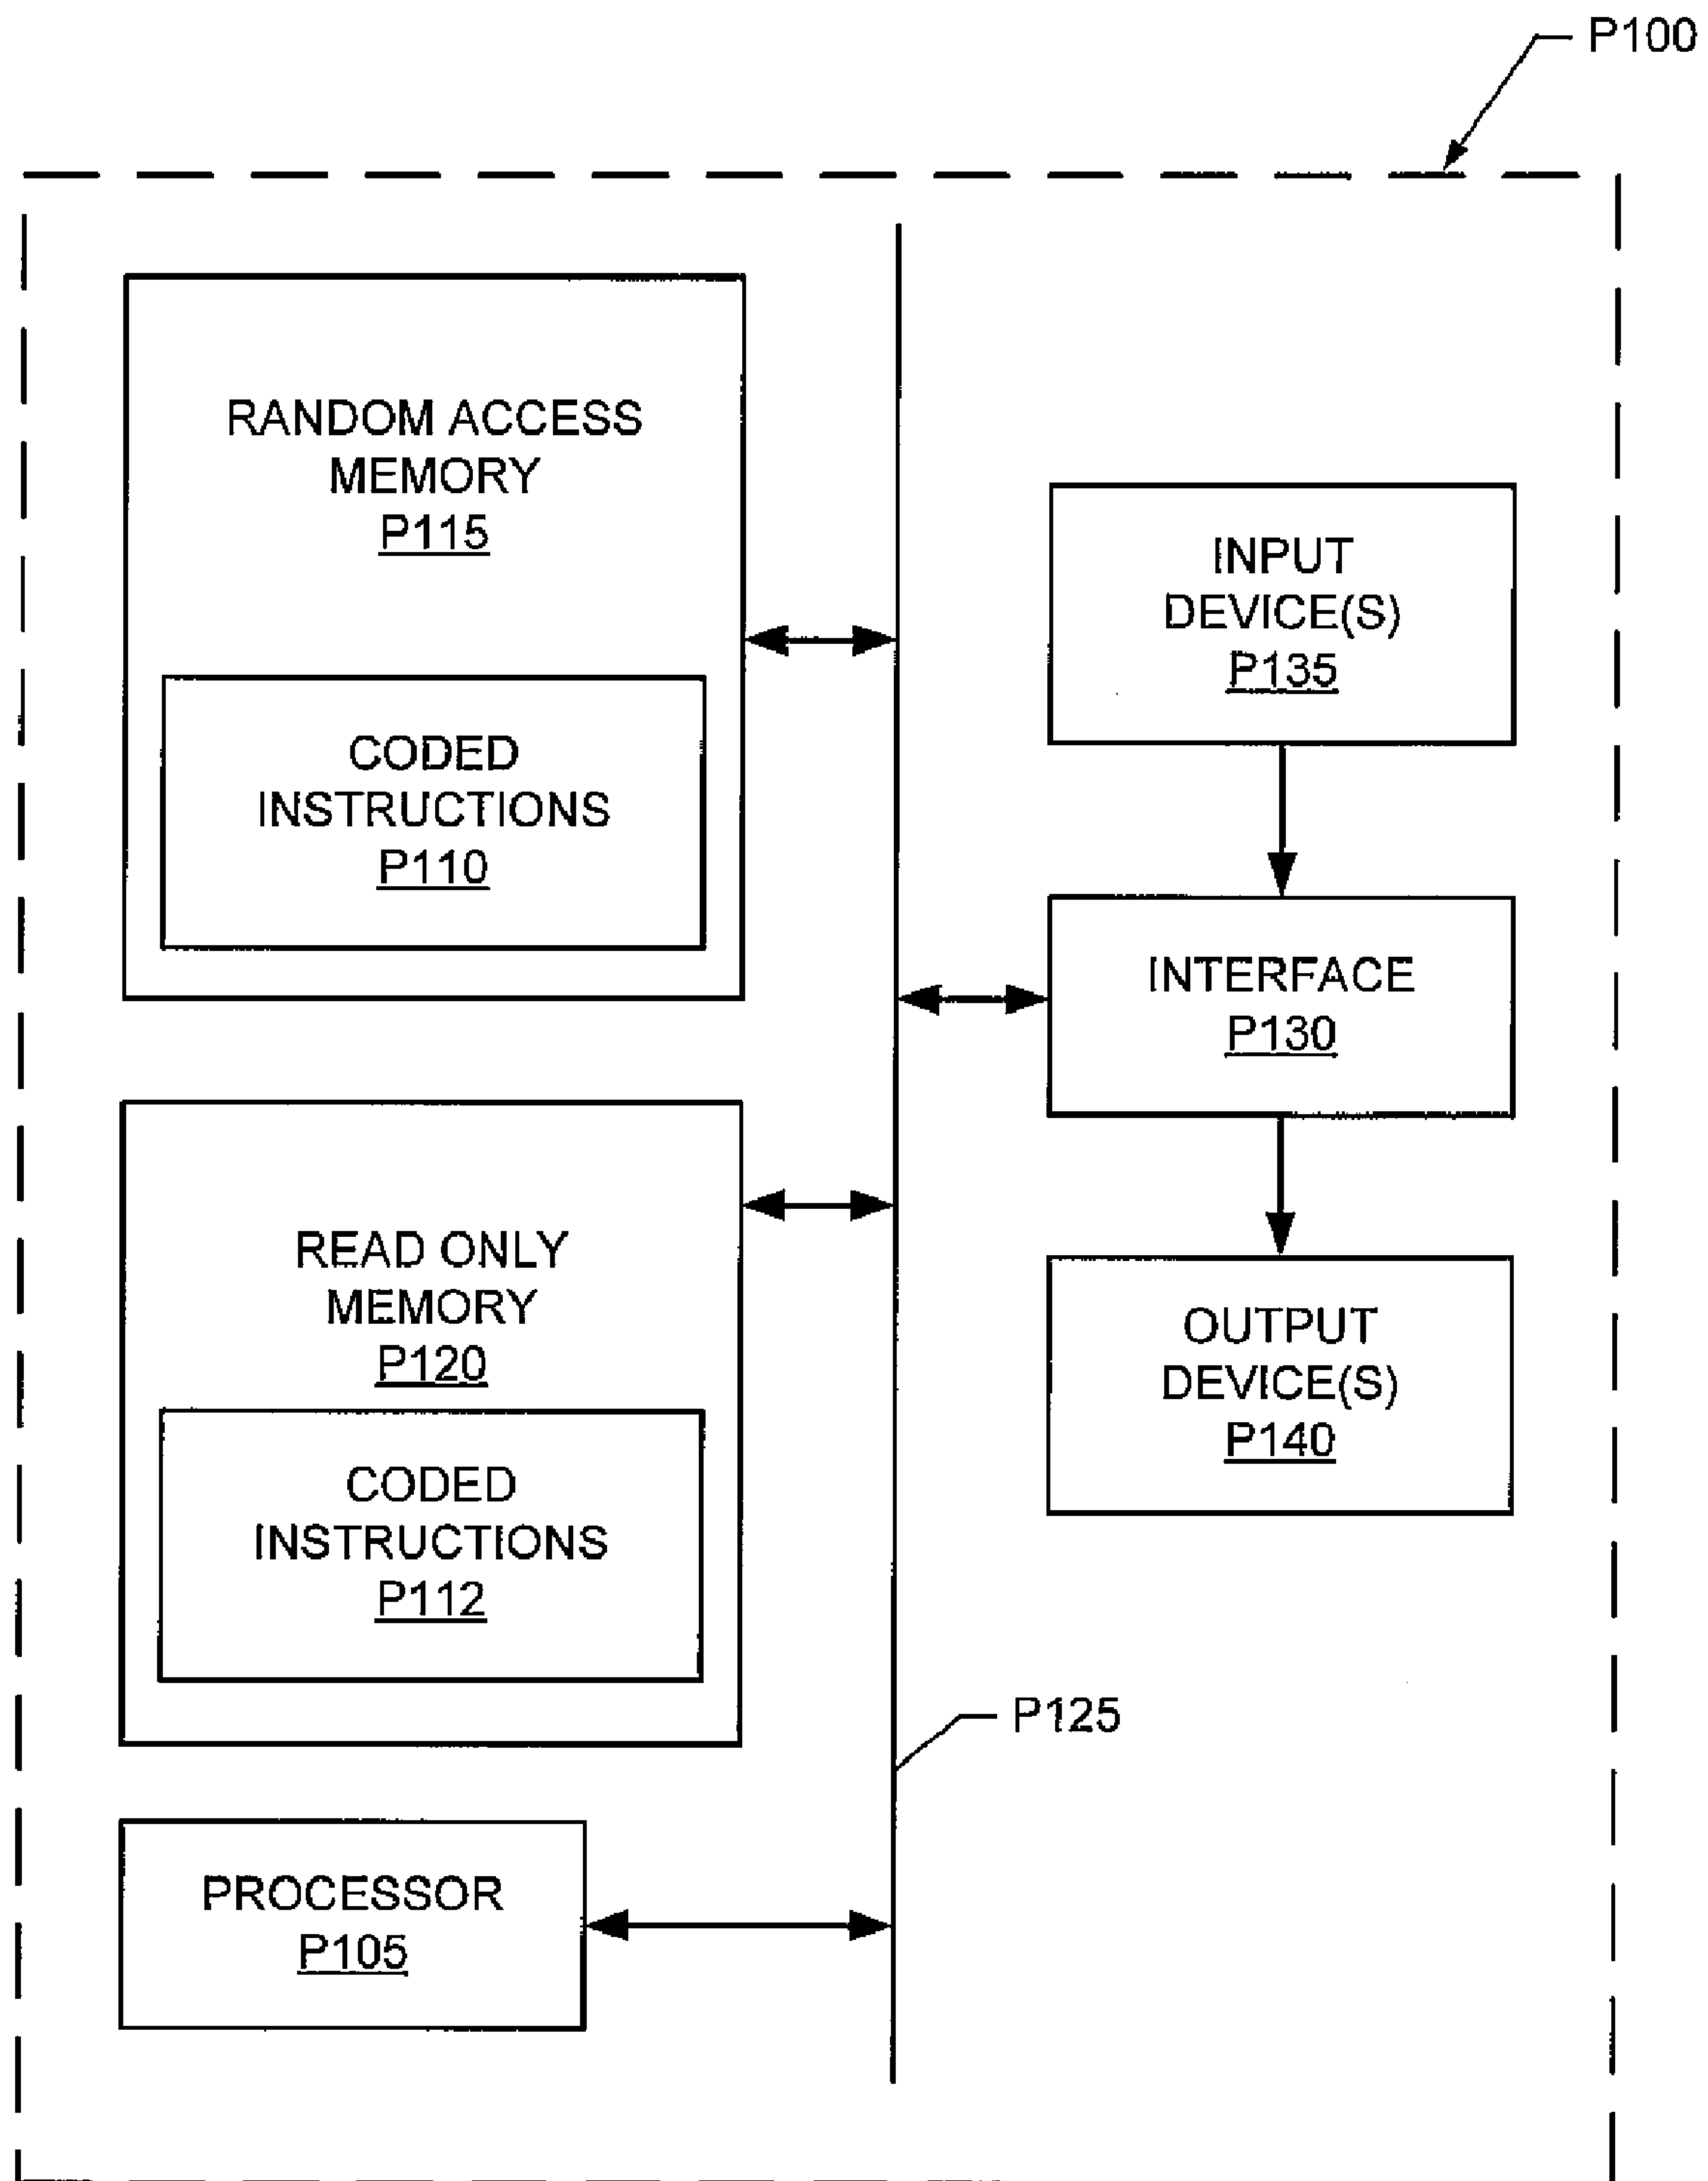 P100
RANDOM ACCESS
MEMORY
P115
CODED
INSTRUCTIONS
P110
READ ONLY
MEMORY
P120
CODED
INSTRUCTIONS
P112
PROCESSOR
P105
INPUT
DEVICE(S)
P135
INTERFACE
P130
OUTPUT
DEVICE(S)
P140
P125